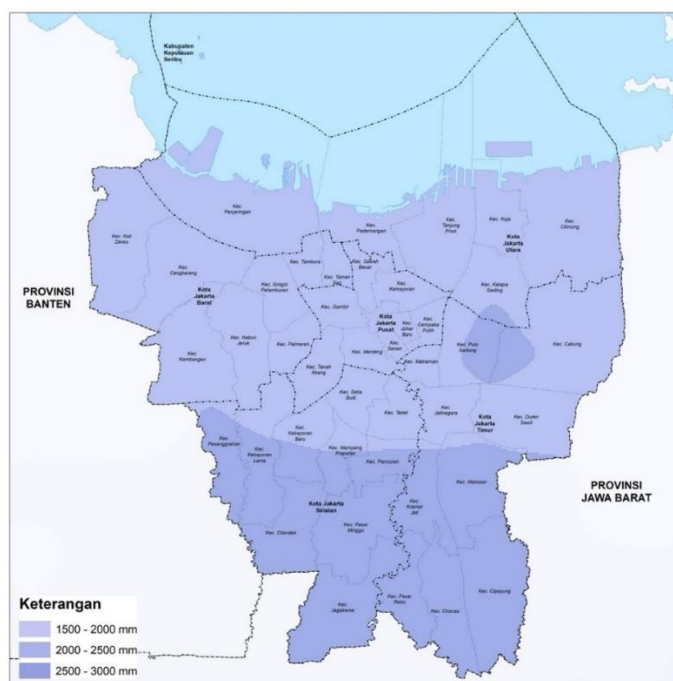 Kabupaten
Kepulauan
Seribu
Kec.
Penjaringan
Kec.
Pademangan
Kec.
Tanjung
Priok
Kec. Koja
Kota
Jakarta
Utara
Kec.
Cilincing
Kec. Kali
Deres
Kec.
Cengkareng
Kec. Tambora
Kec. Taman
Sari
Kec. Sawah
Besar
Kec.
Kemayoran
Kec. Kelapa
Gading
PROVINSI
BANTEN
Kota
Jakarta
Barat
Kec. Grogol
Petamburan
Kec. Gambir
Kota
Jakarta
Pusat
Kec.
Johar
Baru
Kec.
Cempaka
Putih
Kec.
Senen
Kec. Kebon
Jeruk
Kec. Palmerah
Kec. Menteng
Kec. Matraman
Kec. Pulo
Gadung
Kec. Cakung
Kec.
Kembangan
Kec. Tanah
Abang
Kec. Setia
Budi
Kec. Tebet
Kec.
Jatinegara
Kota
Jakarta
Timur
Kec. Duren
Sawit
Kec.
Pesanggrahan
Kec.
Kebayoran
Lama
Kec.
Kebayoran
Baru
Kec. Mampang
Prapatan
Kec. Pancoran
Kec. Makasar
PROVINSI
JAWA BARAT
Kota Jakarta
Selatan
Kec.
Kramat
Jati
Kec. Cilandak
Kec. Pasar
Minggu
Kec.
Jagakarsa
Kec. Pasar
Rebo
Kec. Ciracas
Kec. Cipayung
Keterangan
1500 - 2000 mm
2000 - 2500 mm
2500 - 3000 mm